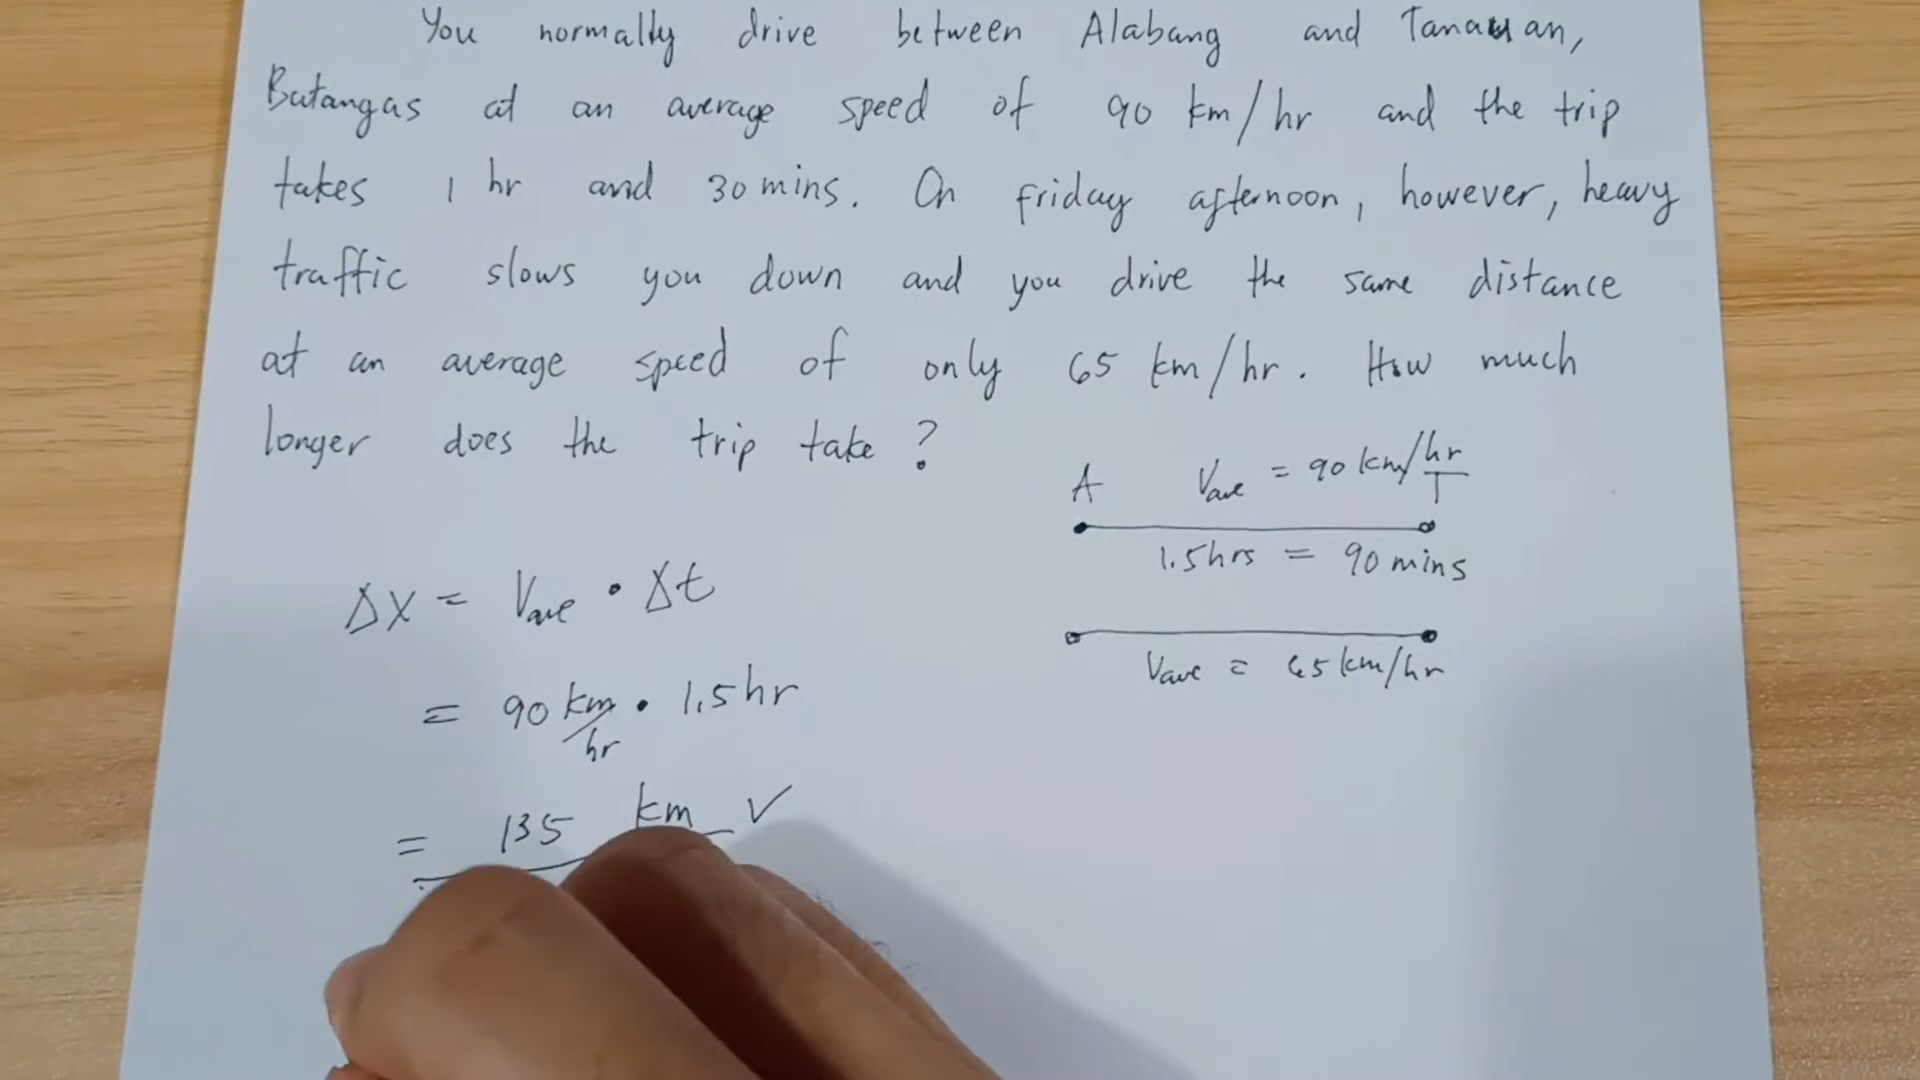 You normally drive between Alabang and Tanauan,
Batangas at an average speed of 90 km/hr and the trip
takes 1 hr and 30 mins. On friday afternoon, however, heavy
traffic slows you down and you drive the same distance
at an average speed of only 65 km/hr. How much
longer does the trip take?
A Vave = 90 km/hr T
1.5hrs = 90 mins
Δx = Vave · Δt
Vave = 65 km/hr
= 90 km/hr · 1.5hr
= 135 km ✓